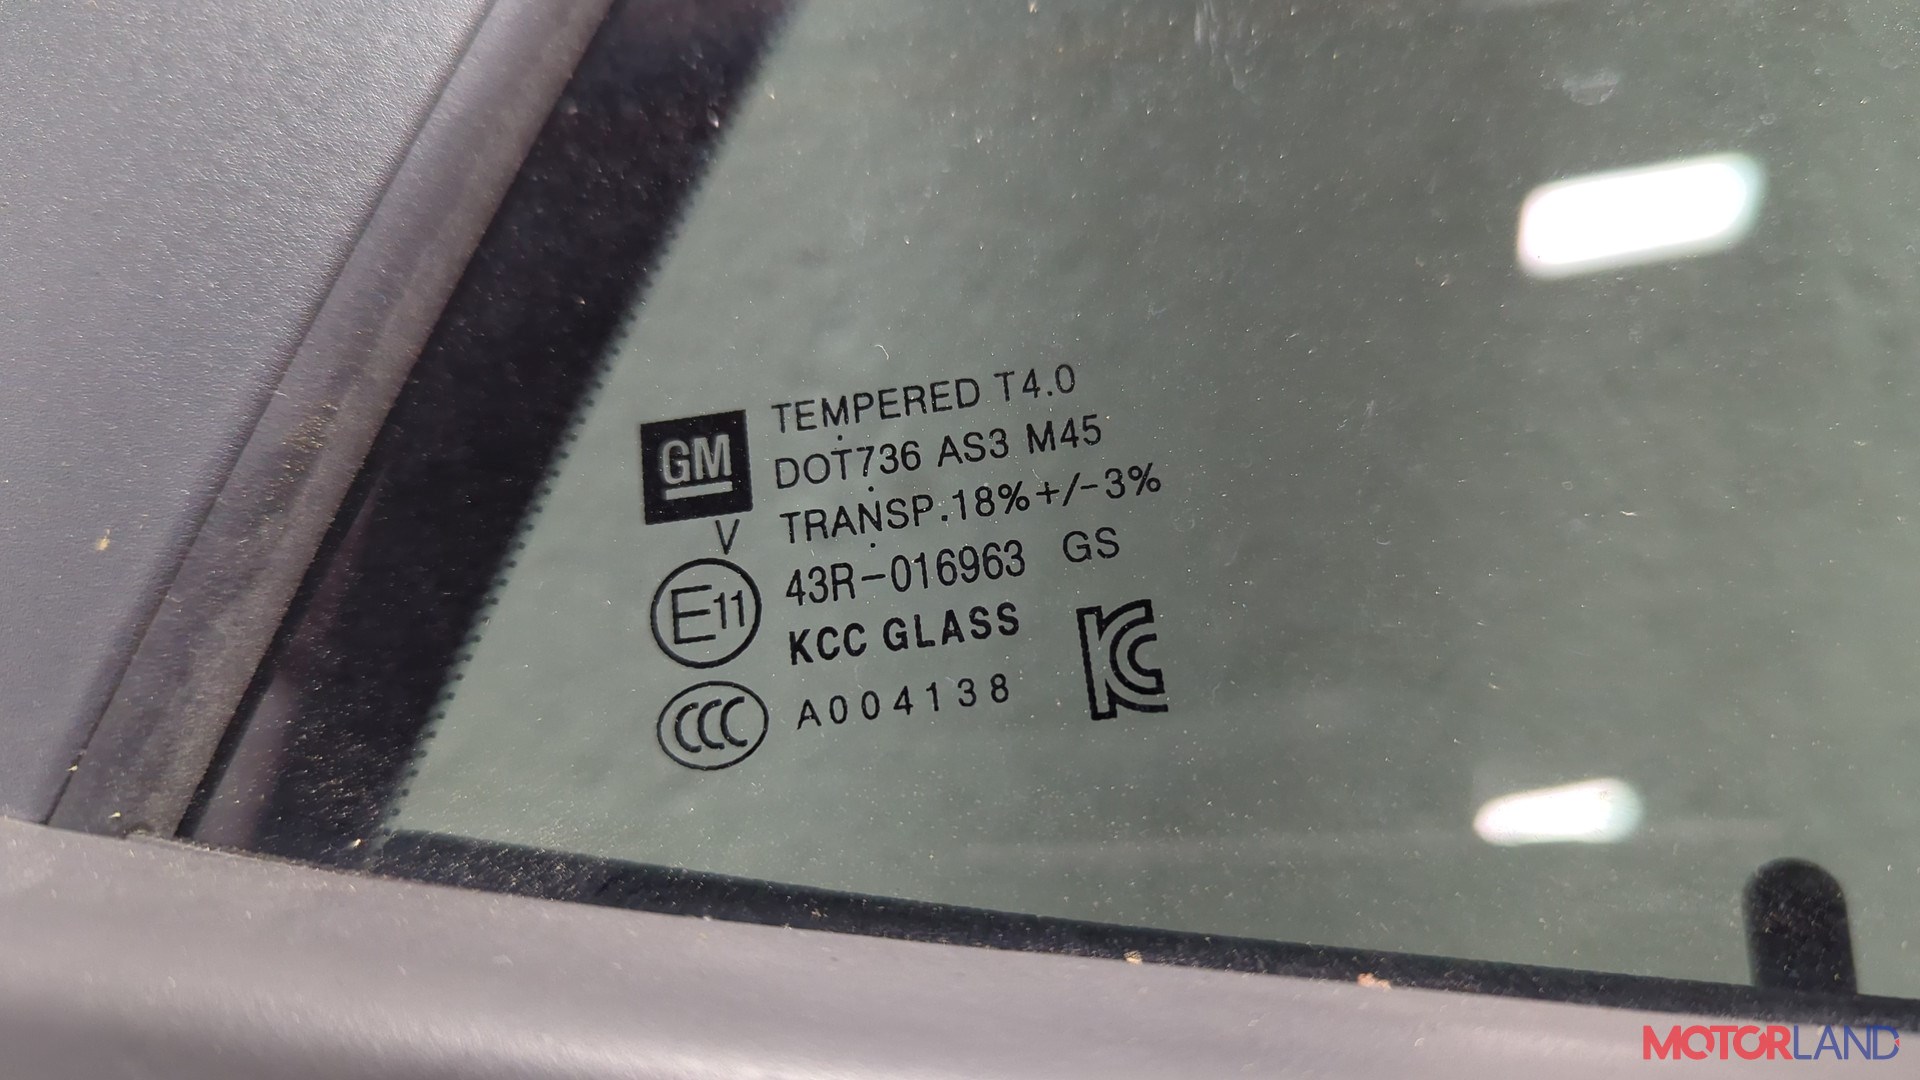 GM
TEMPERED T4.0
DOT736 AS3 M45
TRANSP.18%+/-3%
V
E11
43R-016963 GS
KCC GLASS
CCC
A004138
KC
MOTORLAND